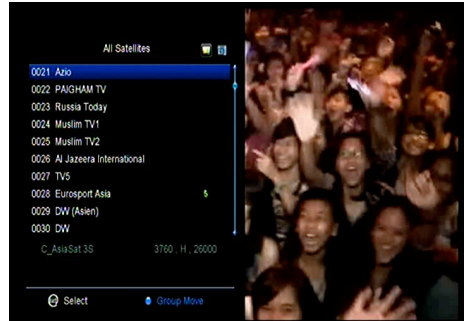 All Satellites
0021 Azio
0022 PAIGHAM TV
0023 Russia Today
0024 Muslim TV1
0025 Muslim TV2
0026 Al Jazeera International
0027 TV5
0028 Eurosport Asia
0029 DW (Asien)
0030 DW
C_AsiaSat 3S 3760 , H , 26000
Select Group Move